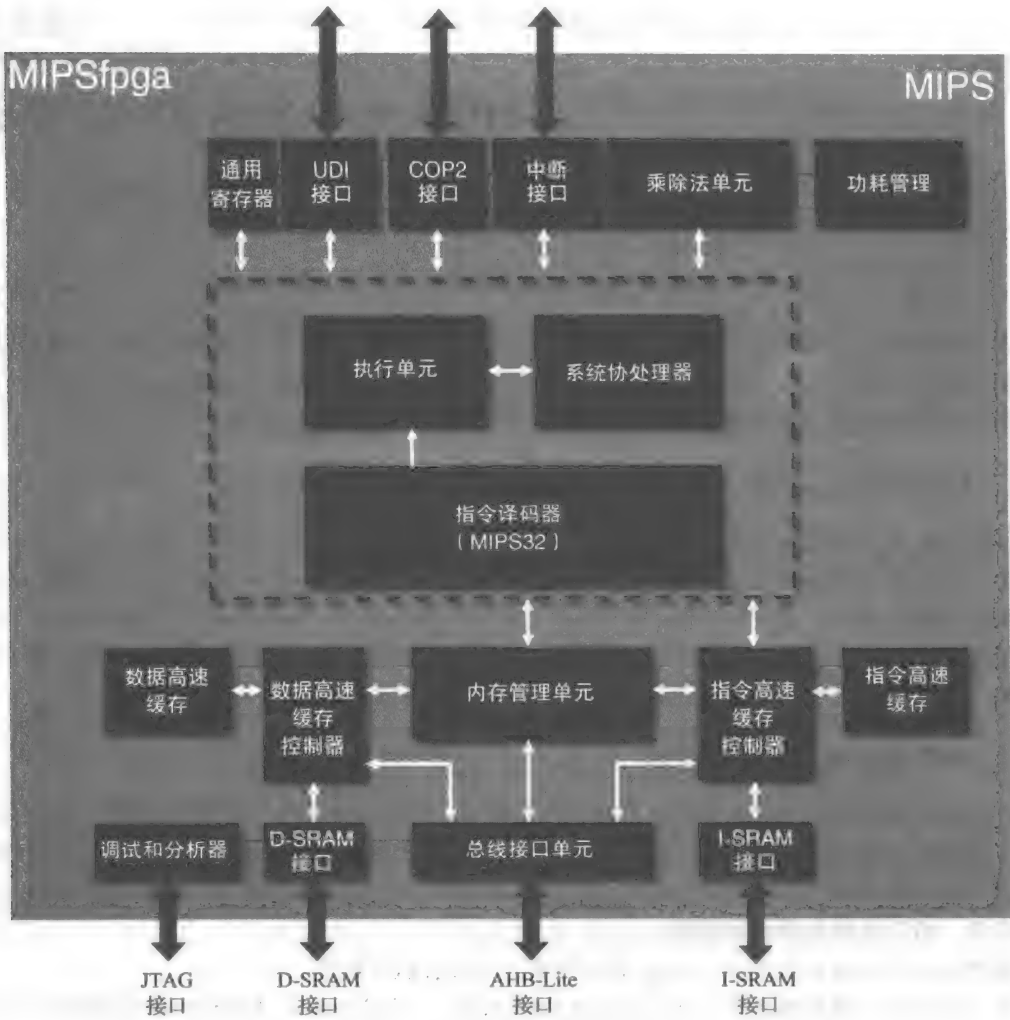 MIPSfpga
MIPS
通用
寄存器
UDI
接口
COP2
接口
中断
接口
乘除法单元
功耗管理
执行单元
系统协处理器
指令译码器
（MIPS32）
数据高速
缓存
数据高速
缓存
控制器
内存管理单元
指令高速
缓存
控制器
指令高速
缓存
调试和分析器
D-SRAM
接口
总线接口单元
I-SRAM
接口
JTAG
接口
D-SRAM
接口
AHB-Lite
接口
I-SRAM
接口